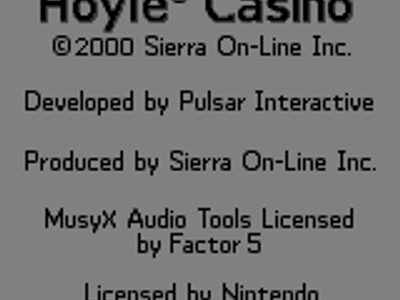 Hoyle® Casino
©2000 Sierra On-Line Inc.
Developed by Pulsar Interactive
Produced by Sierra On-Line Inc.
MusyX Audio Tools Licensed
by Factor 5
Licensed by Nintendo